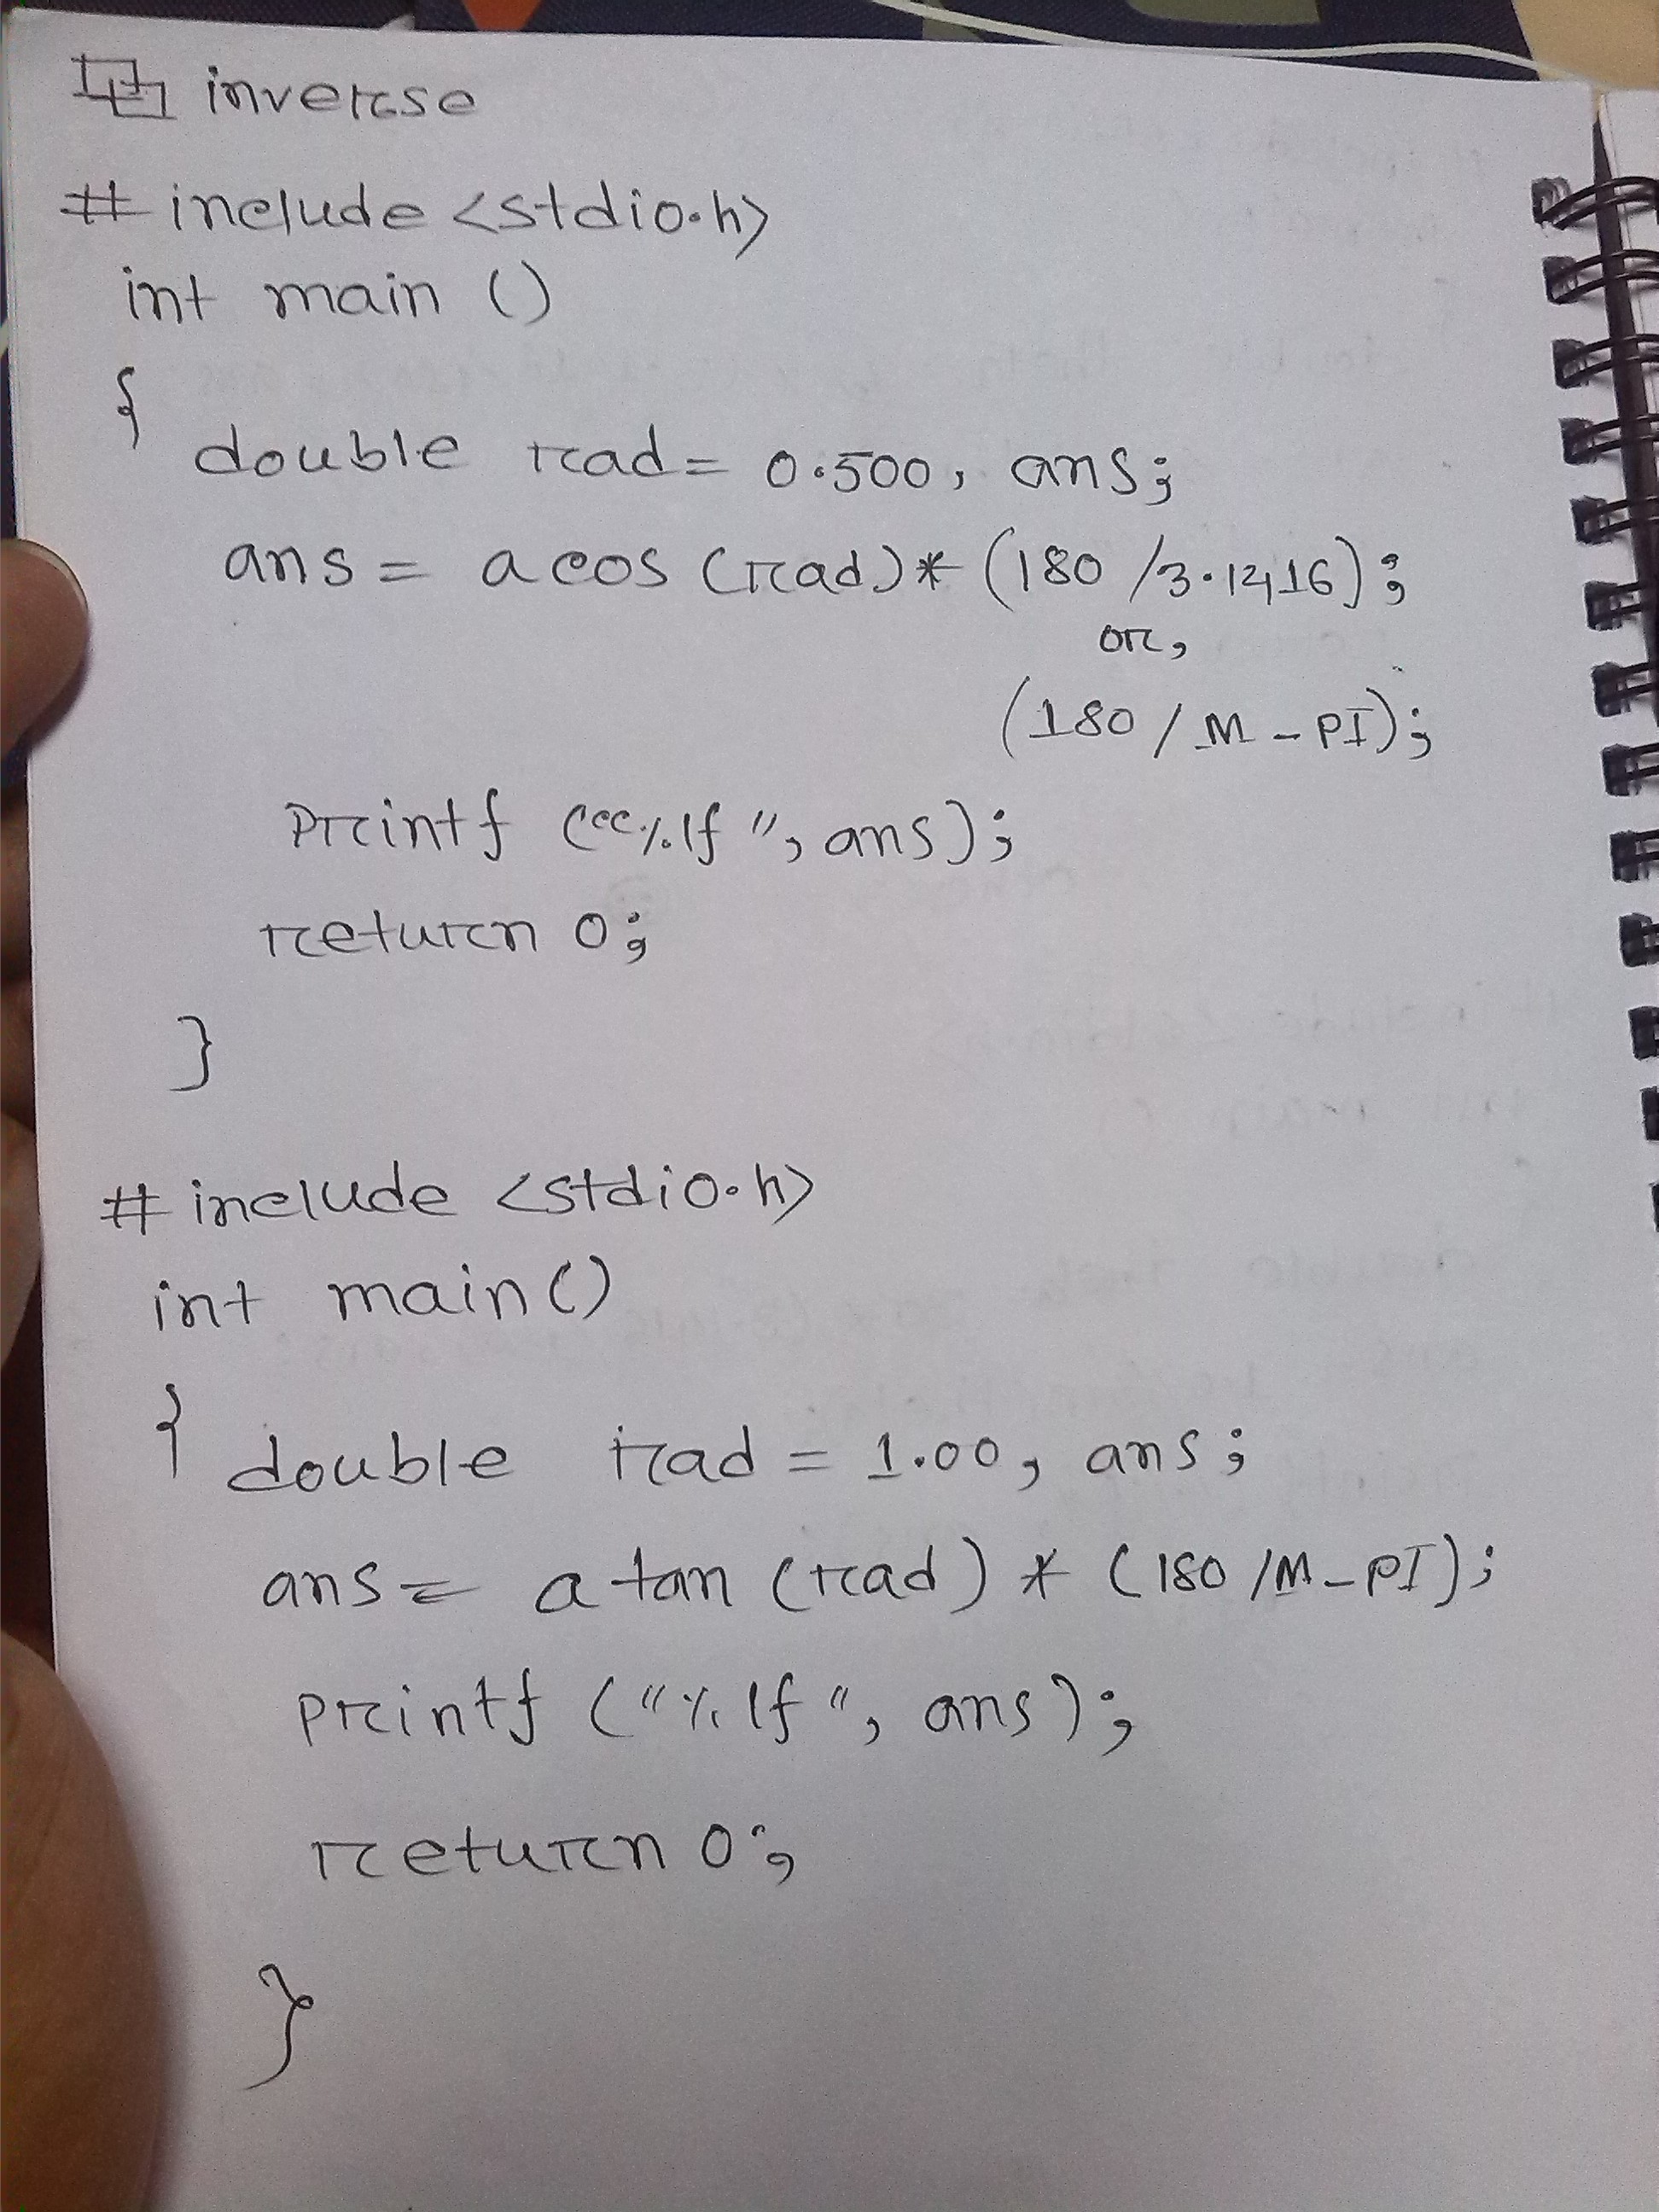 inverse
# include <stdio.h>
int main ()
{
double rad = 0.500, ans;
ans = acos (rad) * (180 / 3.1416);
or,
(180 / M_PI);
Printf ("%lf", ans);
return 0;
}
# include <stdio.h>
int main ()
{ double rad = 1.00, ans;
ans = atan (rad) * (180 / M_PI);
printf ("%lf", ans);
return 0;
}